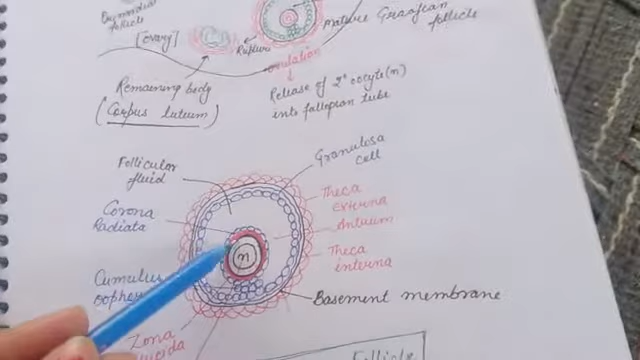 follicle
[ovary]
Rupture
mature Graafian
follicle
ovulation
Release of 2° oocyte (n)
into fallopian tube
Remaining body
(Corpus luteum)
Follicular
fluid
Granulosa
cell
Corona
Radiata
Theca
externa
Antrum
Theca
interna
n
Cumulus
Basement membrane
Zona
Follicle